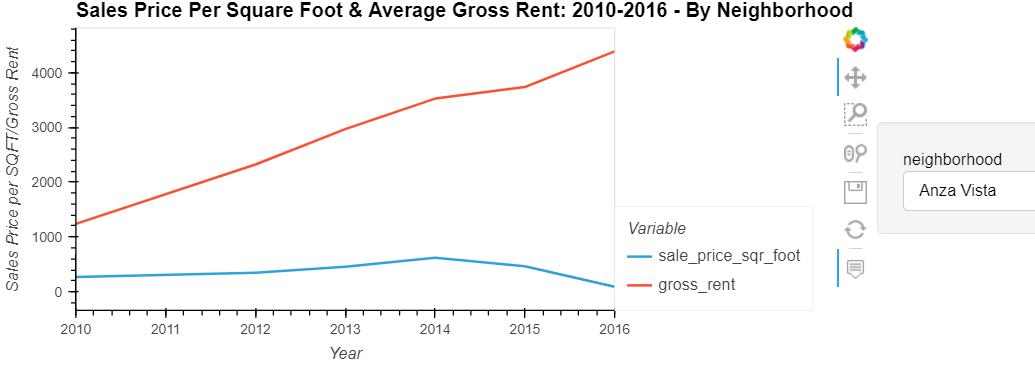 Sales Price Per Square Foot & Average Gross Rent: 2010-2016 - By Neighborhood
Sales Price per SQFT/Gross Rent
4000
3000
2000
1000
0
2010 2011 2012 2013 2014 2015 2016
Year
Variable
sale_price_sqr_foot
gross_rent
neighborhood
Anza Vista